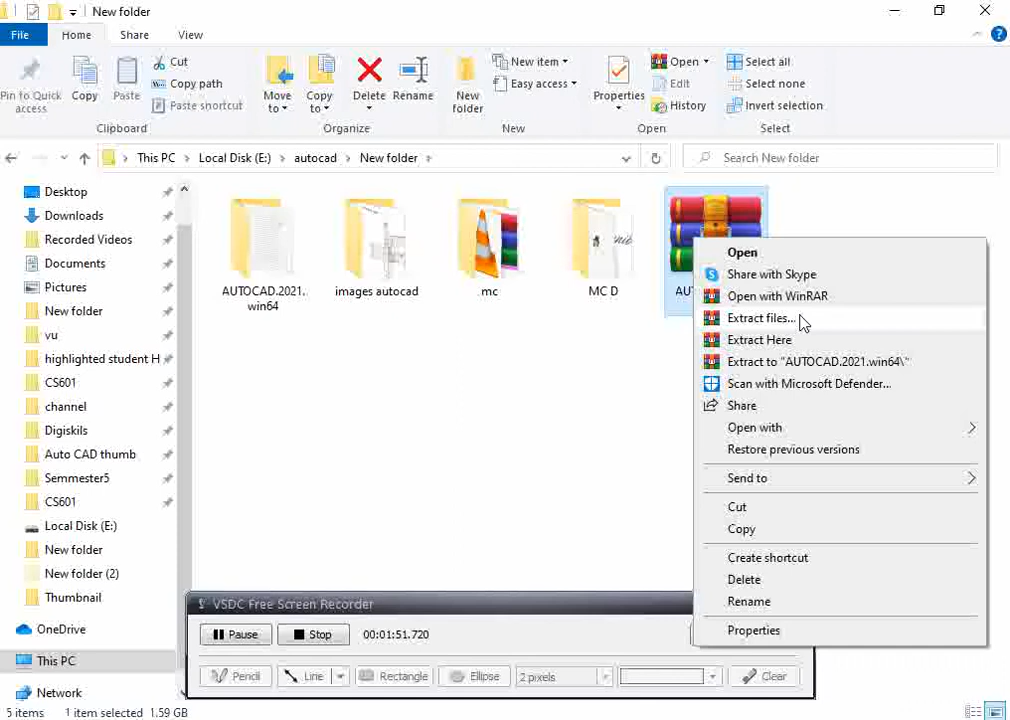 New folder
File
Home
Share
View
Pin to Quick access
Copy
Paste
Cut
Copy path
Paste shortcut
Clipboard
Move to
Copy to
Delete
Rename
Organize
New folder
New item
Easy access
New
Properties
Open
Edit
History
Open
Select all
Select none
Invert selection
Select
This PC
Local Disk (E:)
autocad
New folder
Search New folder
Desktop
Downloads
Recorded Videos
Documents
Pictures
New folder
vu
highlighted student H
CS601
channel
Digiskils
Auto CAD thumb
Semmester5
CS601
Local Disk (E:)
New folder
New folder (2)
Thumbnail
OneDrive
This PC
Network
AUTOCAD.2021.
win64
images autocad
mc
MC D
Open
Share with Skype
Open with WinRAR
Extract files...
Extract Here
Extract to "AUTOCAD.2021.win64\"
Scan with Microsoft Defender...
Share
Open with
Restore previous versions
Send to
Cut
Copy
Create shortcut
Delete
Rename
Properties
VSDC Free Screen Recorder
Pause
Stop
00:01:51.720
Pencil
Line
Rectangle
Ellipse
2 pixels
Clear
5 items
1 item selected 1.59 GB